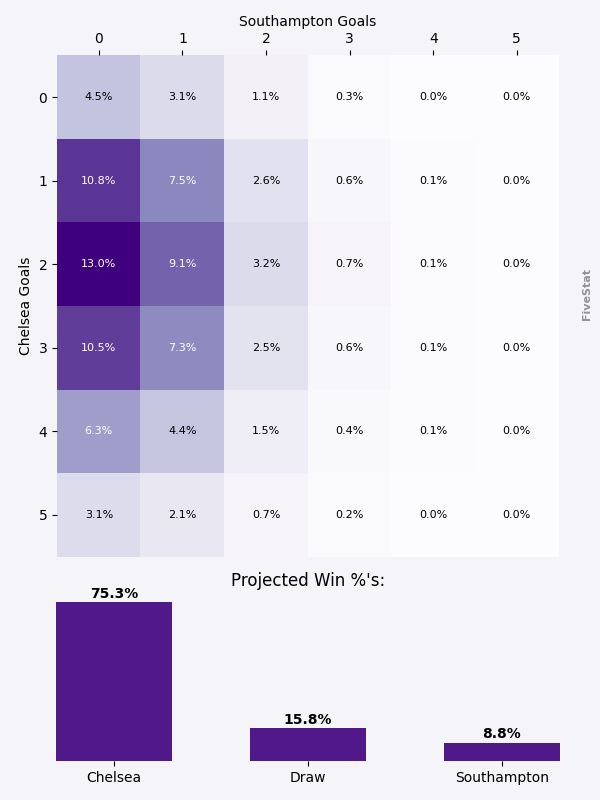 Southampton Goals
0 1 2 3 4 5
0 4.5% 3.1% 1.1% 0.3% 0.0% 0.0%
1 10.8% 7.5% 2.6% 0.6% 0.1% 0.0%
2 13.0% 9.1% 3.2% 0.7% 0.1% 0.0%
3 10.5% 7.3% 2.5% 0.6% 0.1% 0.0%
4 6.3% 4.4% 1.5% 0.4% 0.1% 0.0%
5 3.1% 2.1% 0.7% 0.2% 0.0% 0.0%
Chelsea Goals
FiveStat
Projected Win %'s:
75.3% 15.8% 8.8%
Chelsea Draw Southampton